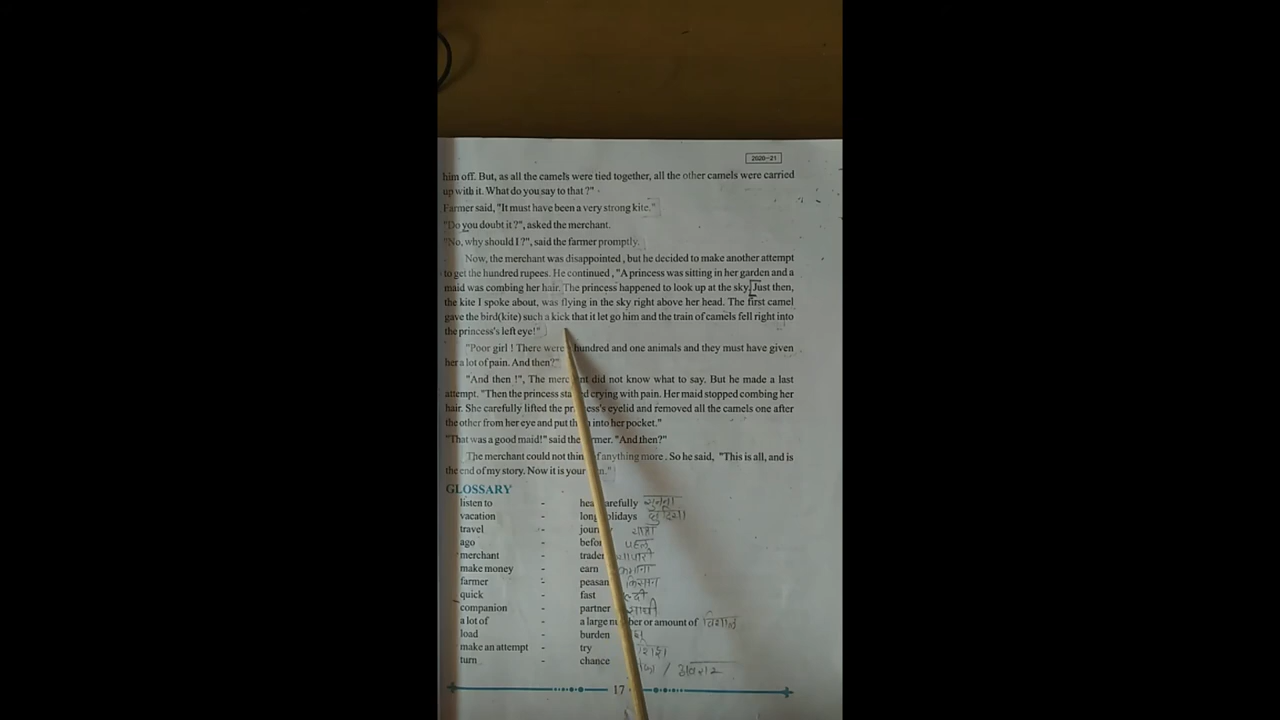 2020-21
him off. But, as all the camels were tied together, all the other camels were carried
up with it. What do you say to that ?"
Farmer said, "It must have been a very strong kite."
"Do you doubt it ?", asked the merchant.
"No, why should I ?", said the farmer promptly.
Now, the merchant was disappointed , but he decided to make another attempt
to get the hundred rupees. He continued , "A princess was sitting in her garden and a
maid was combing her hair. The princess happened to look up at the sky. Just then,
the kite I spoke about, was flying in the sky right above her head. The first camel
gave the bird(kite) such a kick that it let go him and the train of camels fell right into
the princess's left eye!"
"Poor girl ! There were hundred and one animals and they must have given
her a lot of pain. And then?"
"And then !", The did not know what to say. But he made a last
attempt. "Then the princess crying with pain. Her maid stopped combing her
hair. She carefully lifted the eyelid and removed all the camels one after
the other from her eye and put into her pocket."
"That was a good maid!" said the "And then?"
The merchant could not anything more . So he said, "This is all, and is
the end of my story. Now it is your
GLOSSARY
listen to - सुनना
vacation - long
travel - यात्रा
ago - पहले
merchant - trader व्यापारी
make money - earn कमाना
farmer - किसान
quick - fast
companion - partner साथी
a lot of - a large or amount of विशाल
load - burden
make an attempt - try
turn - chance / अवसर
17